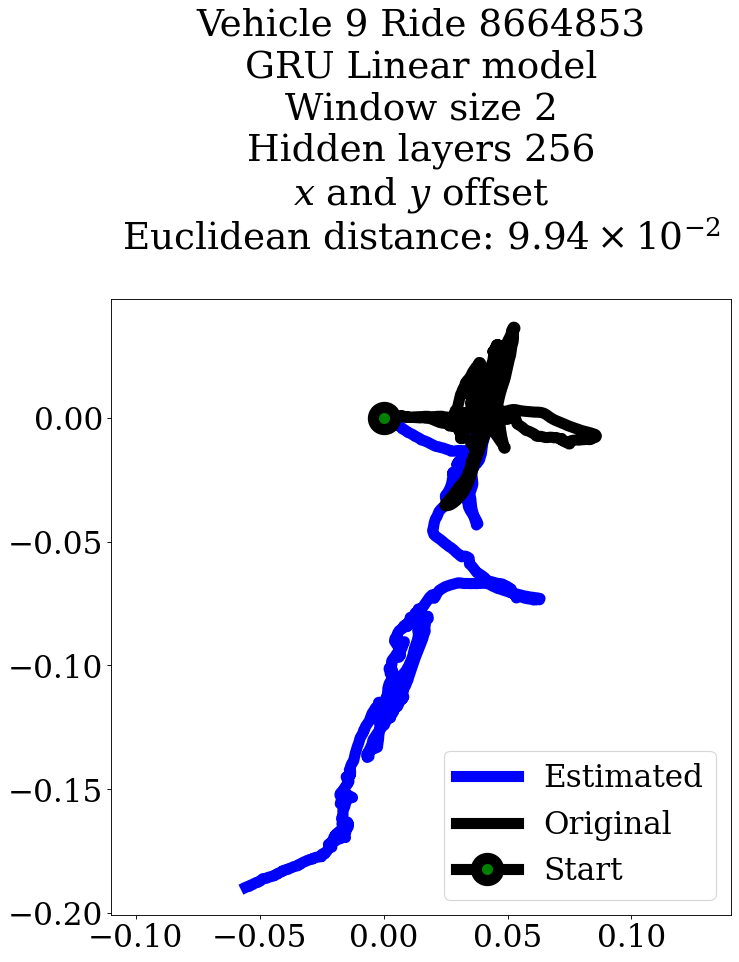 Vehicle 9 Ride 8664853
GRU Linear model
Window size 2
Hidden layers 256
x and y offset
Euclidean distance: 9.94 × 10⁻²
0.00
−0.05
−0.10
−0.15
−0.20
−0.10 −0.05 0.00 0.05 0.10
Estimated
Original
Start